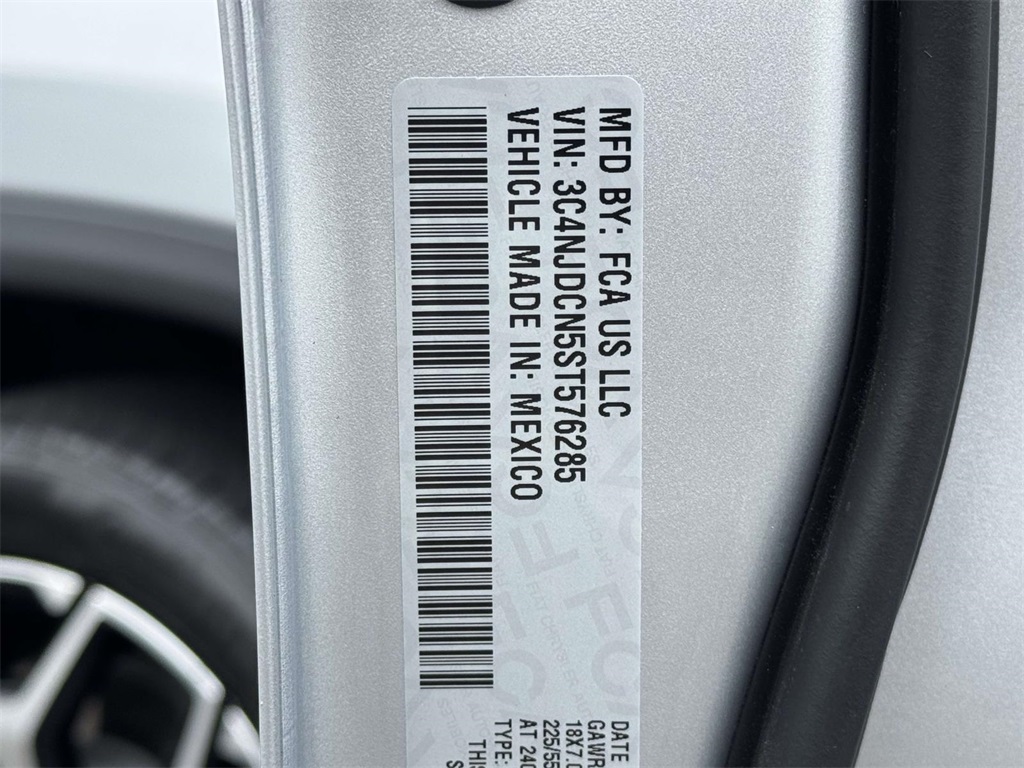 MFD BY: FCA US LLC
VIN: 3C4NJDCN5ST576285
VEHICLE MADE IN: MEXICO
DATE
GAWR
18X7.0
225/55
AT 240
TYPE:
THIS